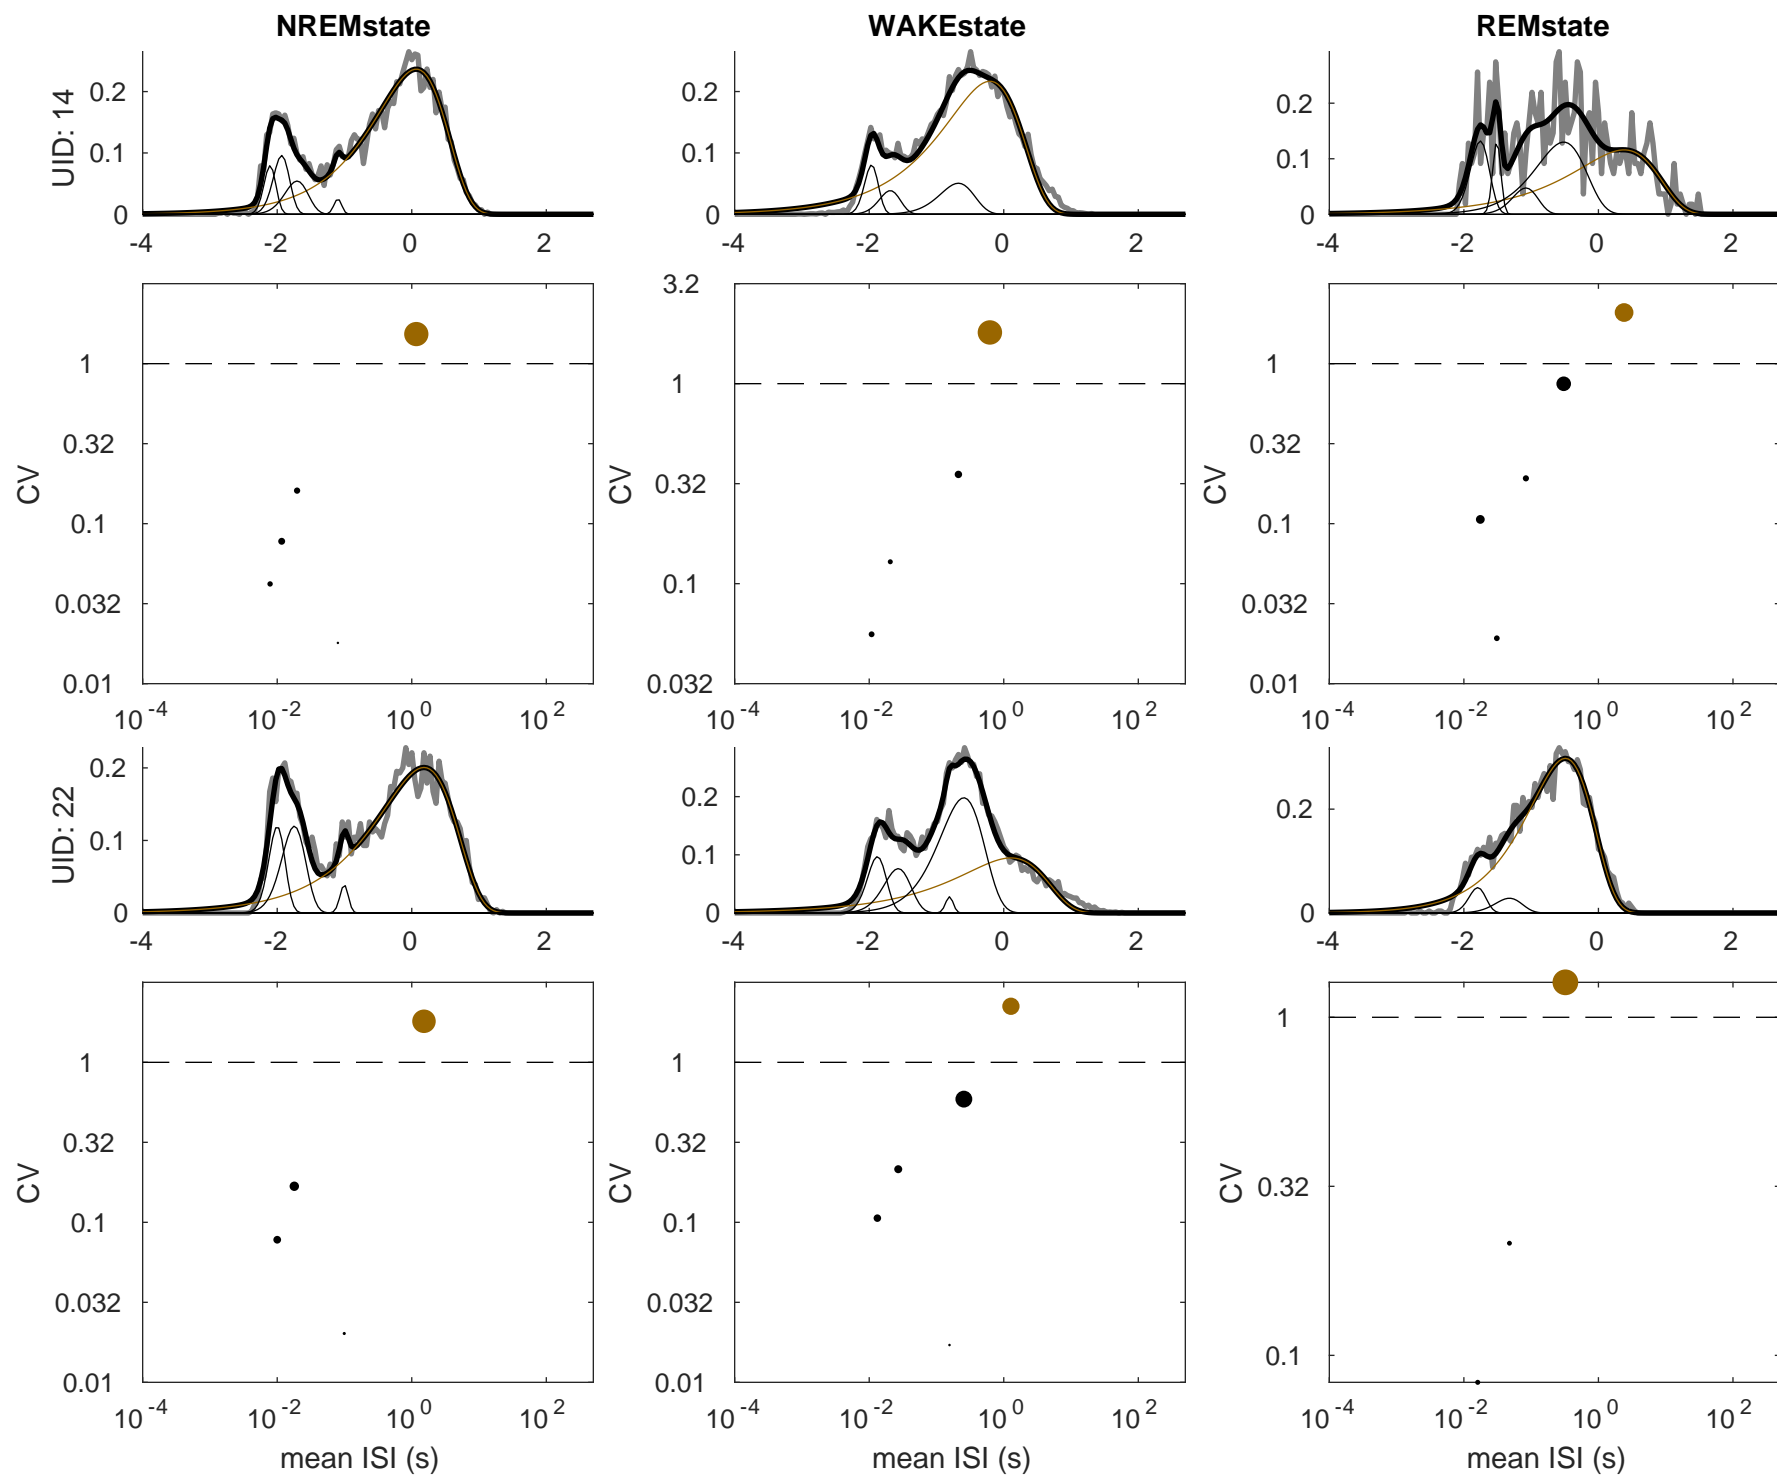 NREMstate WAKEstate REMstate
UID: 14
0.2 0.1 0
-4 -2 0 2
0.2 0.1 0
-4 -2 0 2
0.2 0.1 0
-4 -2 0 2
CV
1 0.32 0.1 0.032 0.01
10^-4 10^-2 10^0 10^2
CV
3.2 1 0.32 0.1 0.032
10^-4 10^-2 10^0 10^2
CV
1 0.32 0.1 0.032 0.01
10^-4 10^-2 10^0 10^2
UID: 22
0.2 0.1 0
-4 -2 0 2
0.2 0.1 0
-4 -2 0 2
0.2 0
-4 -2 0 2
CV
1 0.32 0.1 0.032 0.01
10^-4 10^-2 10^0 10^2
mean ISI (s)
CV
1 0.32 0.1 0.032 0.01
10^-4 10^-2 10^0 10^2
mean ISI (s)
CV
1 0.32 0.1
10^-4 10^-2 10^0 10^2
mean ISI (s)